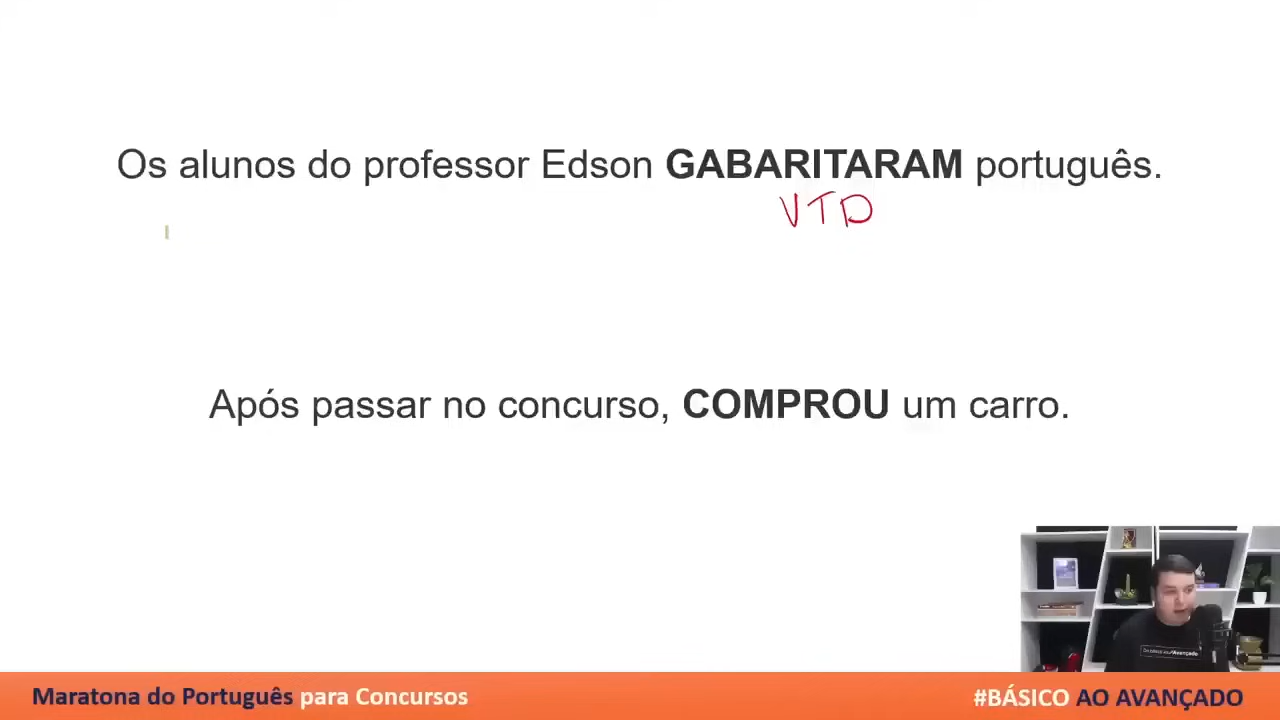 Os alunos do professor Edson GABARITARAM português.
VTD
Após passar no concurso, COMPROU um carro.
Maratona do Português para Concursos
#BÁSICO AO AVANÇADO